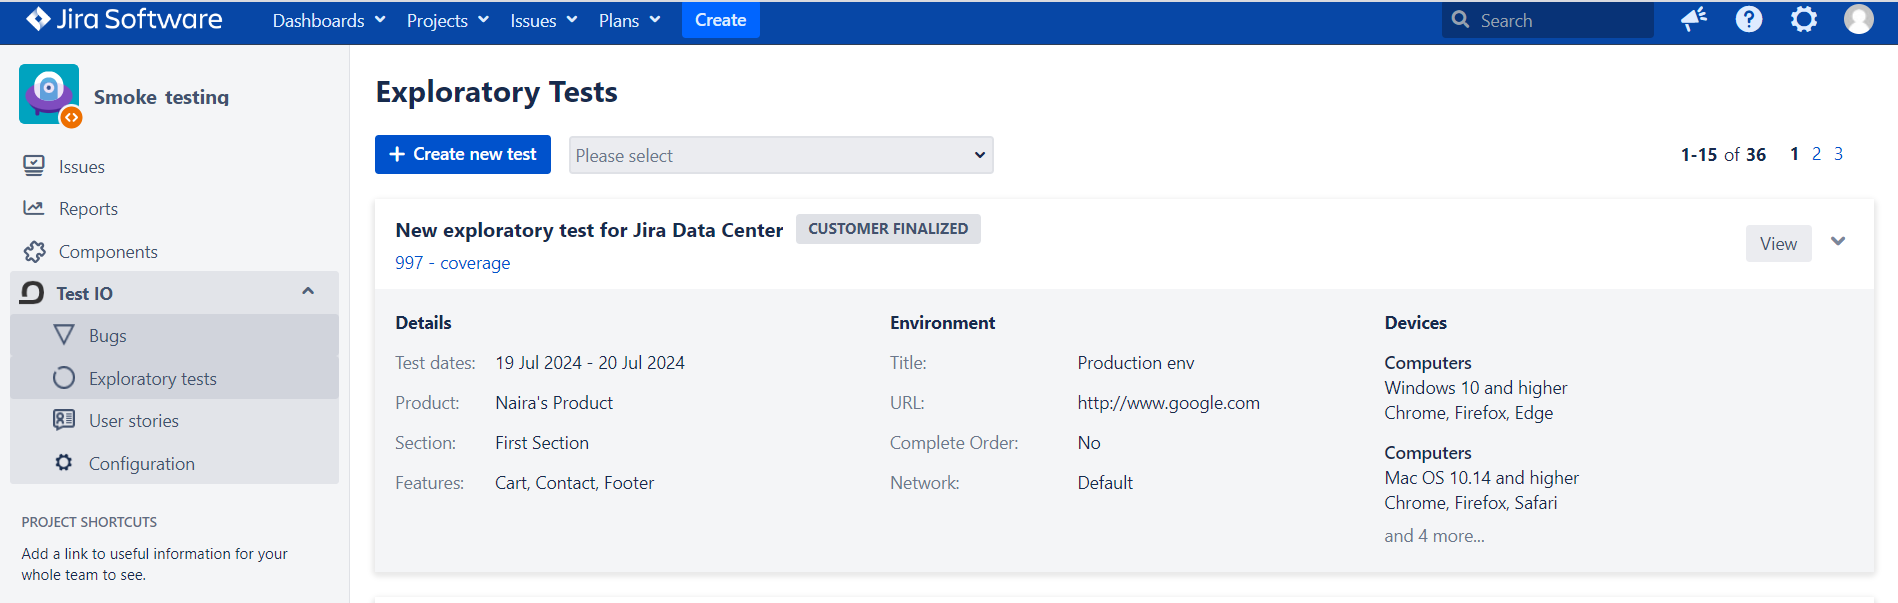 Jira Software Dashboards Projects Issues Plans Create Search
Smoke testing
Issues
Reports
Components
Test IO
Bugs
Exploratory tests
User stories
Configuration
PROJECT SHORTCUTS
Add a link to useful information for your
whole team to see.
Exploratory Tests
+ Create new test Please select 1-15 of 36 1 2 3
New exploratory test for Jira Data Center CUSTOMER FINALIZED
997 - coverage
View
Details
Test dates: 19 Jul 2024 - 20 Jul 2024
Product: Naira's Product
Section: First Section
Features: Cart, Contact, Footer
Environment
Title: Production env
URL: http://www.google.com
Complete Order: No
Network: Default
Devices
Computers
Windows 10 and higher
Chrome, Firefox, Edge
Computers
Mac OS 10.14 and higher
Chrome, Firefox, Safari
and 4 more...